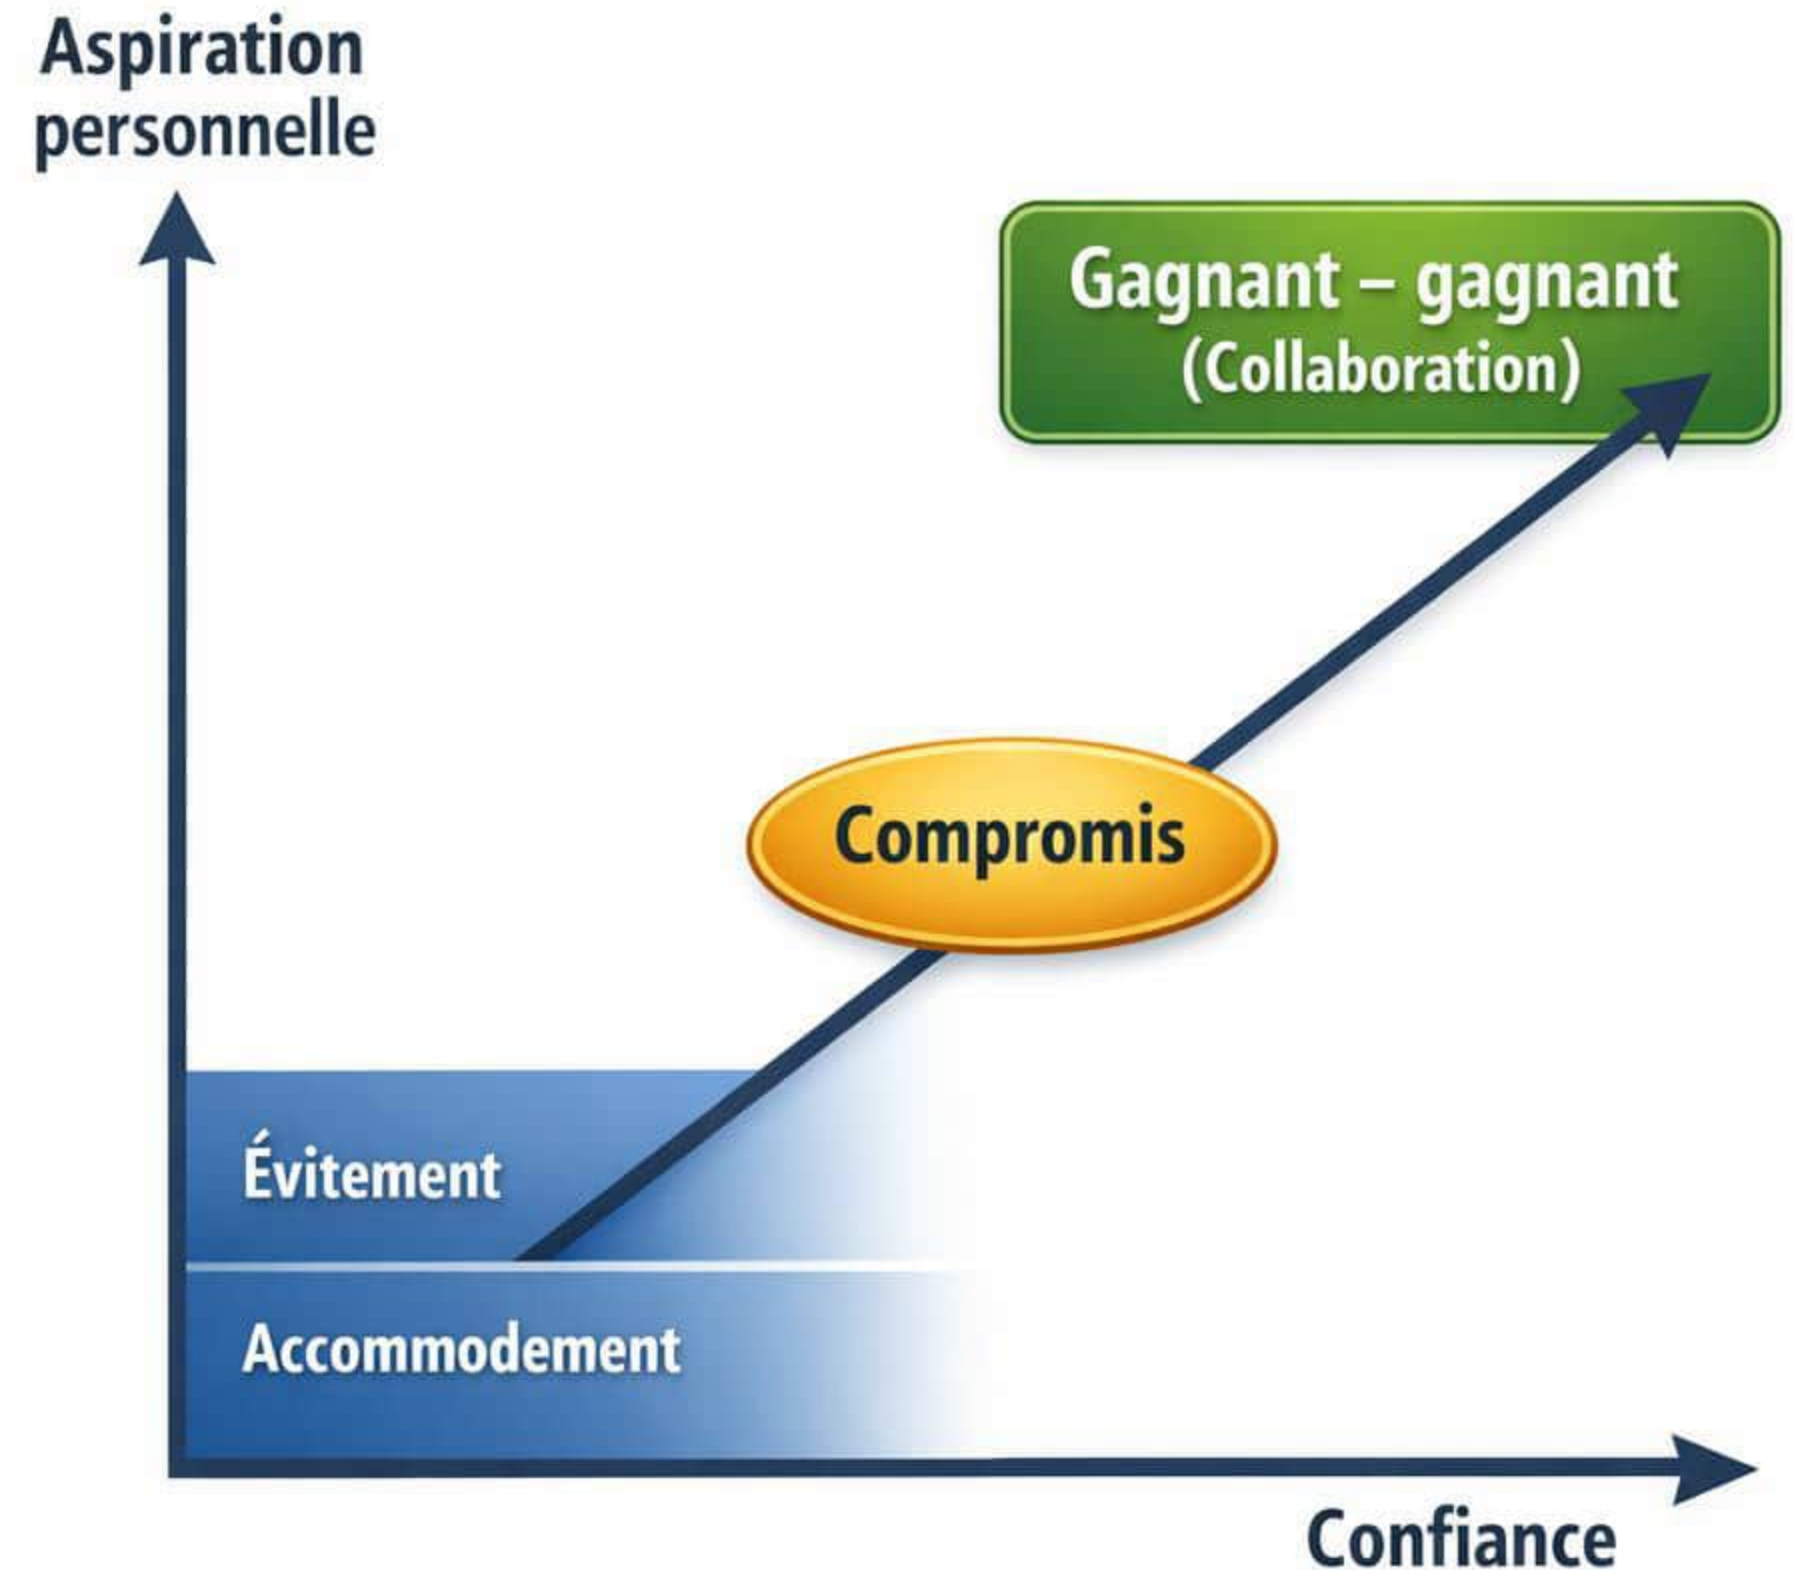 Aspiration
personnelle
Gagnant – gagnant
(Collaboration)
Compromis
Évitement
Accommodement
Confiance